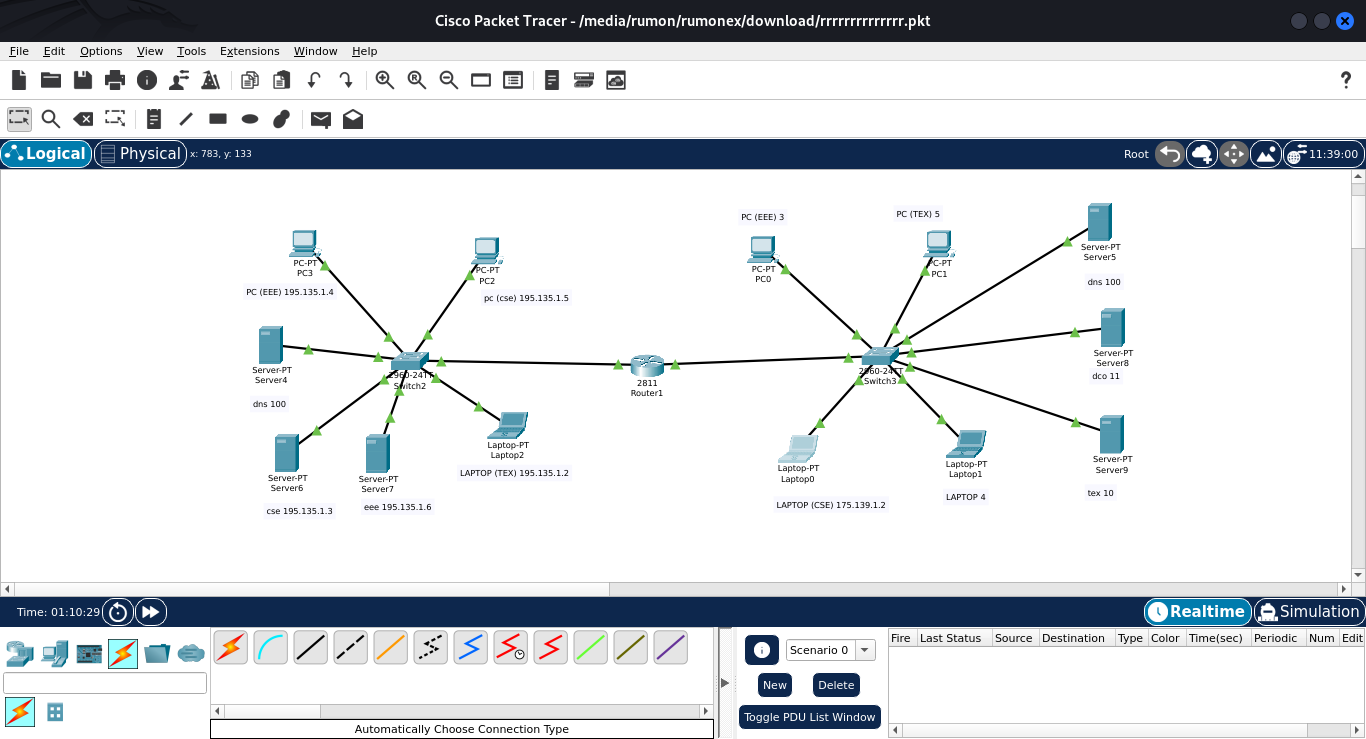 Cisco Packet Tracer - /media/rumon/rumonex/download/rrrrrrrrrrrrrr.pkt
File Edit Options View Tools Extensions Window Help
Logical Physical x: 783, y: 133 Root 11:39:00
PC-PT
PC3
PC (EEE) 195.135.1.4
PC-PT
PC2
pc (cse) 195.135.1.5
Server-PT
Server4
dns 100
2960-24TT
Switch2
Server-PT
Server6
cse 195.135.1.3
Server-PT
Server7
eee 195.135.1.6
Laptop-PT
Laptop2
LAPTOP (TEX) 195.135.1.2
2811
Router1
PC (EEE) 3
PC-PT
PC0
PC (TEX) 5
PC-PT
PC1
Server-PT
Server5
dns 100
2960-24TT
Switch3
Server-PT
Server8
dco 11
Server-PT
Server9
tex 10
Laptop-PT
Laptop0
LAPTOP (CSE) 175.139.1.2
Laptop-PT
Laptop1
LAPTOP 4
Time: 01:10:29 Realtime Simulation
Automatically Choose Connection Type
Scenario 0
New Delete
Toggle PDU List Window
Fire Last Status Source Destination Type Color Time(sec) Periodic Num Edit